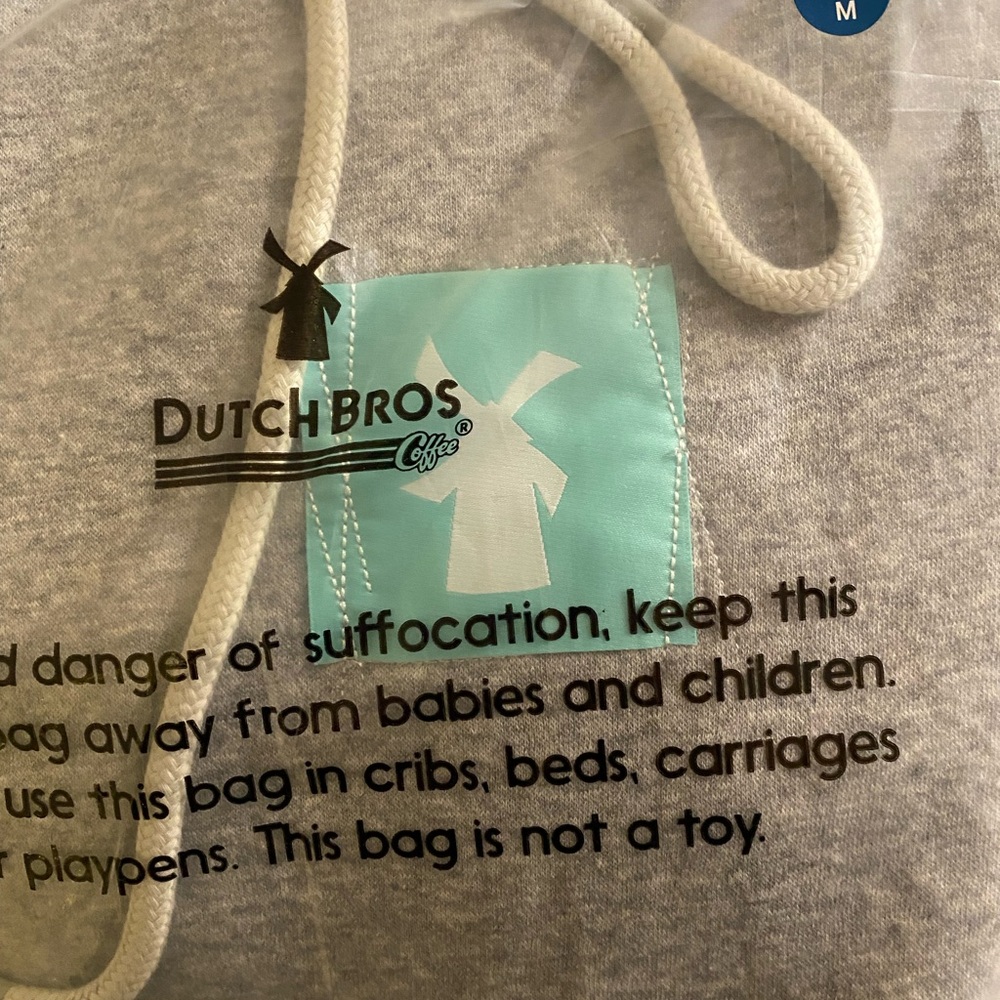 M
DUTCH BROS
Coffee®
danger of suffocation, keep this
away from babies and children.
use this bag in cribs, beds, carriages
playpens. This bag is not a toy.